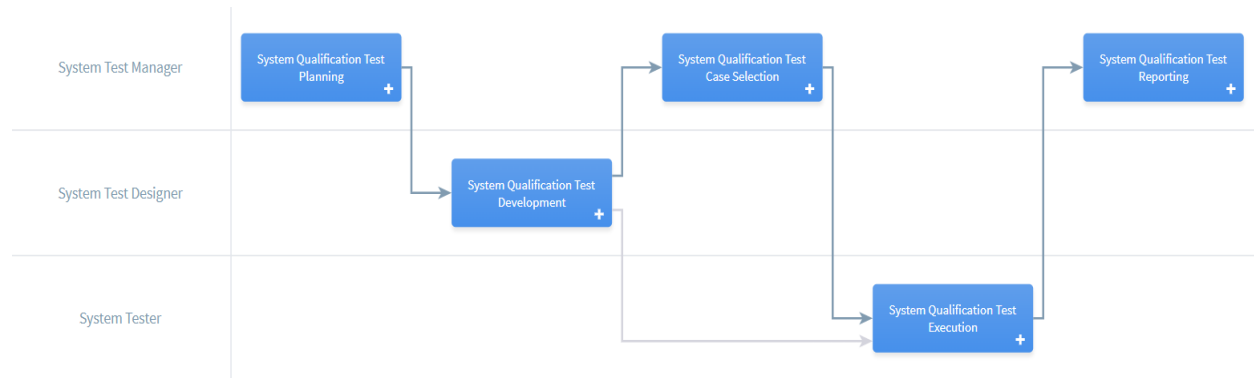 System Test Manager
System Qualification Test
Planning
+
System Qualification Test
Case Selection
+
System Qualification Test
Reporting
+
System Test Designer
System Qualification Test
Development
+
System Tester
System Qualification Test
Execution
+